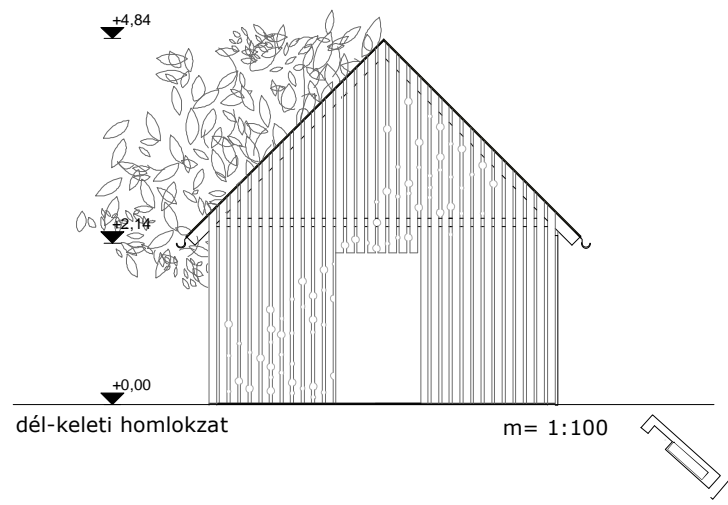 +4,84
+2,14
+0,00
dél-keleti homlokzat
m= 1:100